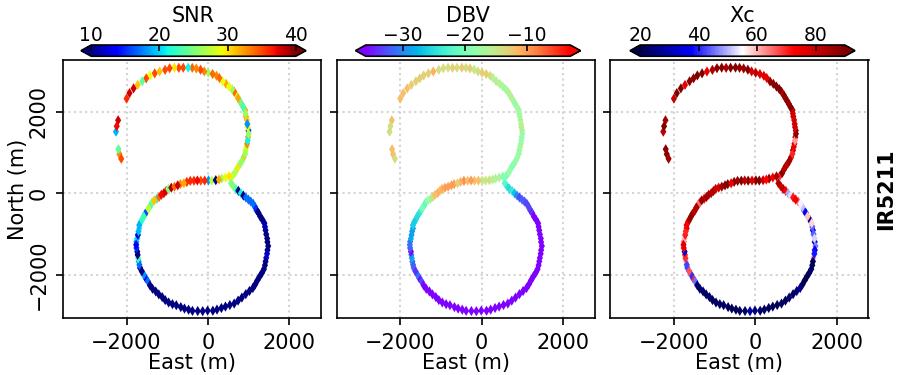 SNR DBV Xc
10 20 30 40 −30 −20 −10 20 40 60 80
North (m)
2000
0
−2000
IR5211
−2000 0 2000 −2000 0 2000 −2000 0 2000
East (m) East (m) East (m)